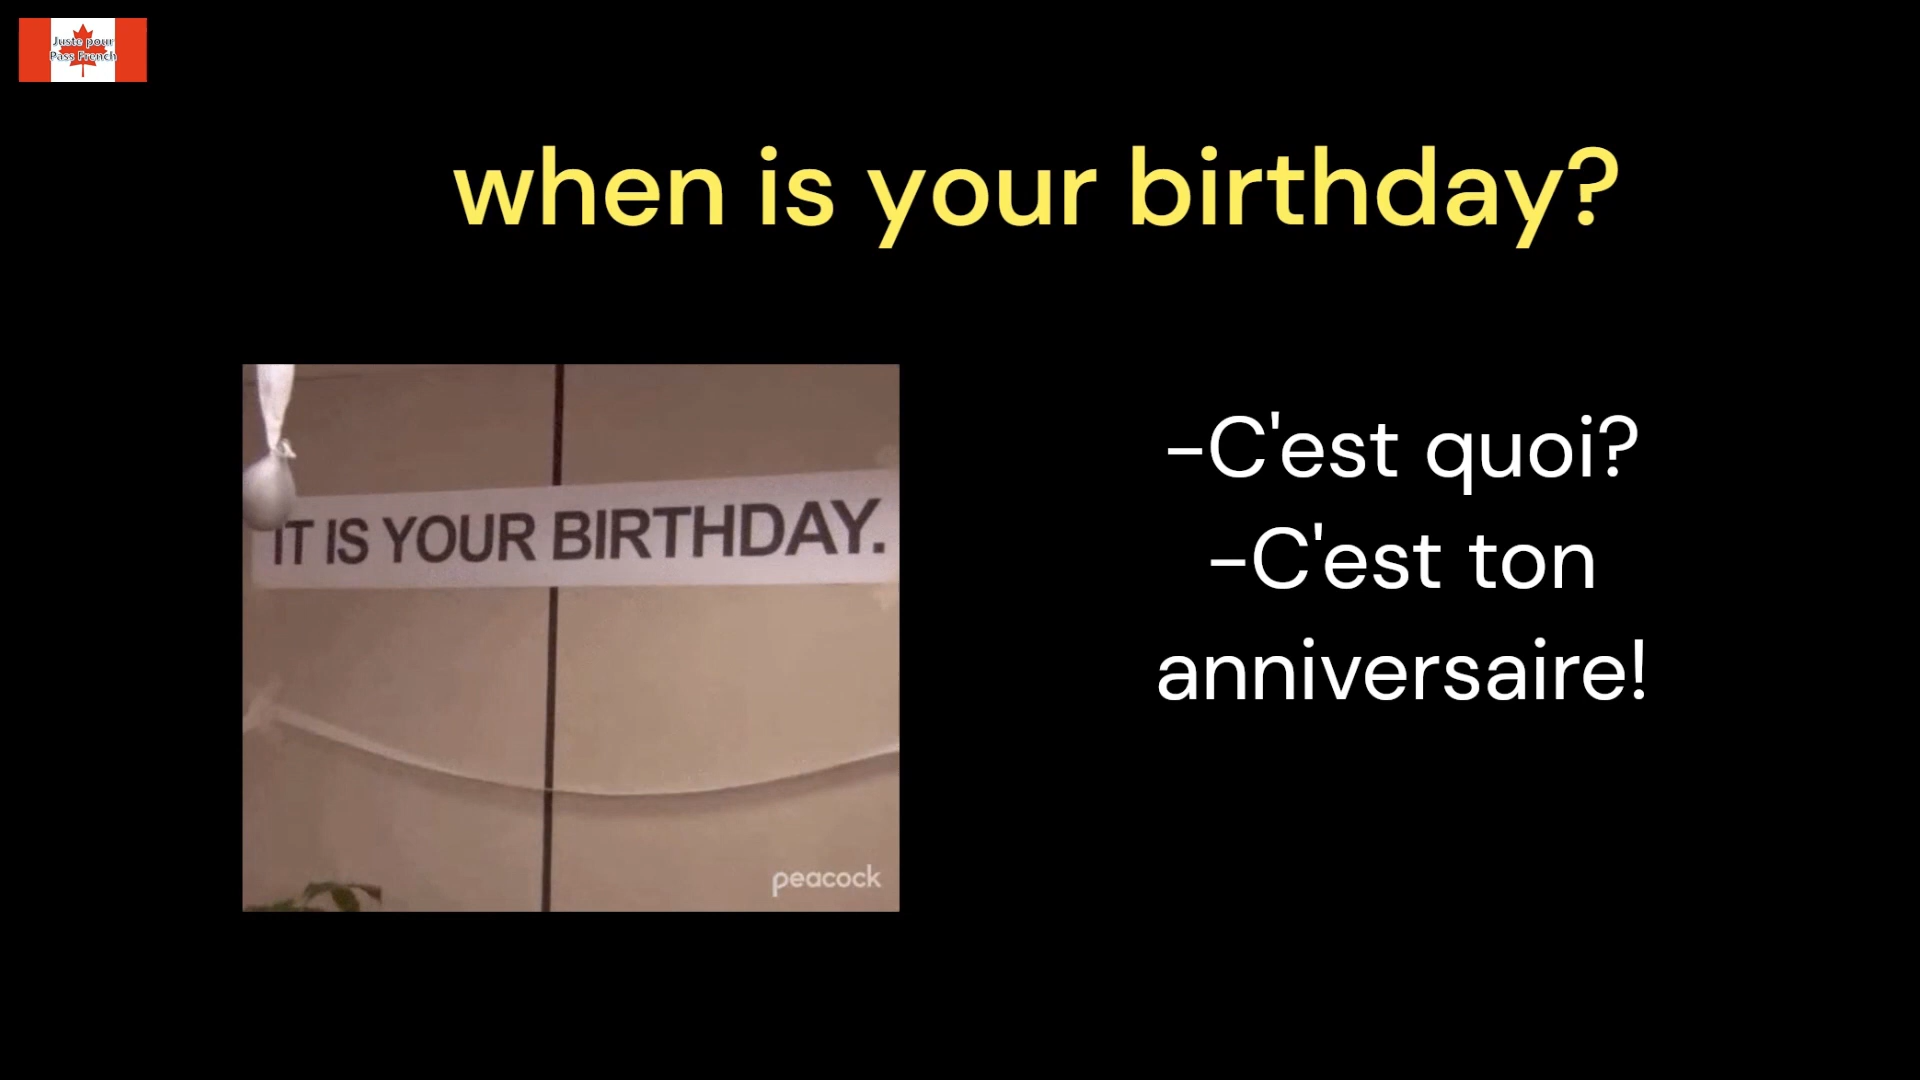 Juste pour
Pass French
when is your birthday?
IT IS YOUR BIRTHDAY.
peacock
-C'est quoi?
-C'est ton
anniversaire!